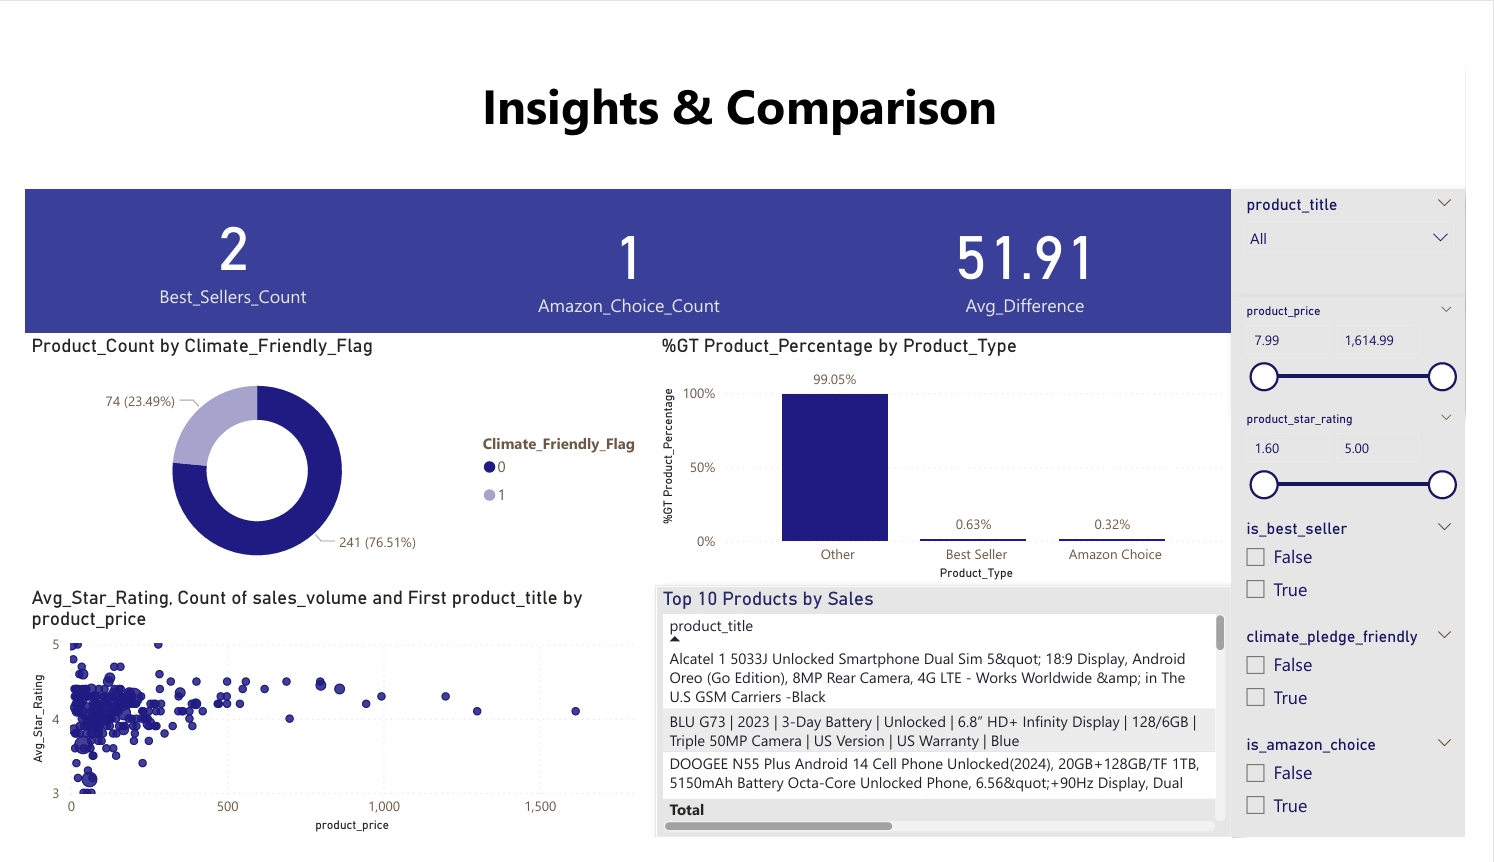 Insights & Comparison
2
Best_Sellers_Count
1
Amazon_Choice_Count
51.91
Avg_Difference
Product_Count by Climate_Friendly_Flag
74 (23.49%)
241 (76.51%)
Climate_Friendly_Flag
0
1
%GT Product_Percentage by Product_Type
%GT Product_Percentage
100%
50%
0%
99.05%
0.63%
0.32%
Other
Best Seller
Amazon Choice
Product_Type
Avg_Star_Rating, Count of sales_volume and First product_title by
product_price
Avg_Star_Rating
5
4
3
0
500
1,000
1,500
product_price
Top 10 Products by Sales
product_title
Alcatel 1 5033J Unlocked Smartphone Dual Sim 5&quot; 18:9 Display, Android
Oreo (Go Edition), 8MP Rear Camera, 4G LTE - Works Worldwide &amp; in The
U.S GSM Carriers -Black
BLU G73 | 2023 | 3-Day Battery | Unlocked | 6.8” HD+ Infinity Display | 128/6GB |
Triple 50MP Camera | US Version | US Warranty | Blue
DOOGEE N55 Plus Android 14 Cell Phone Unlocked(2024), 20GB+128GB/TF 1TB,
5150mAh Battery Octa-Core Unlocked Phone, 6.56&quot;+90Hz Display, Dual
Total
product_title
All
product_price
7.99
1,614.99
product_star_rating
1.60
5.00
is_best_seller
False
True
climate_pledge_friendly
False
True
is_amazon_choice
False
True